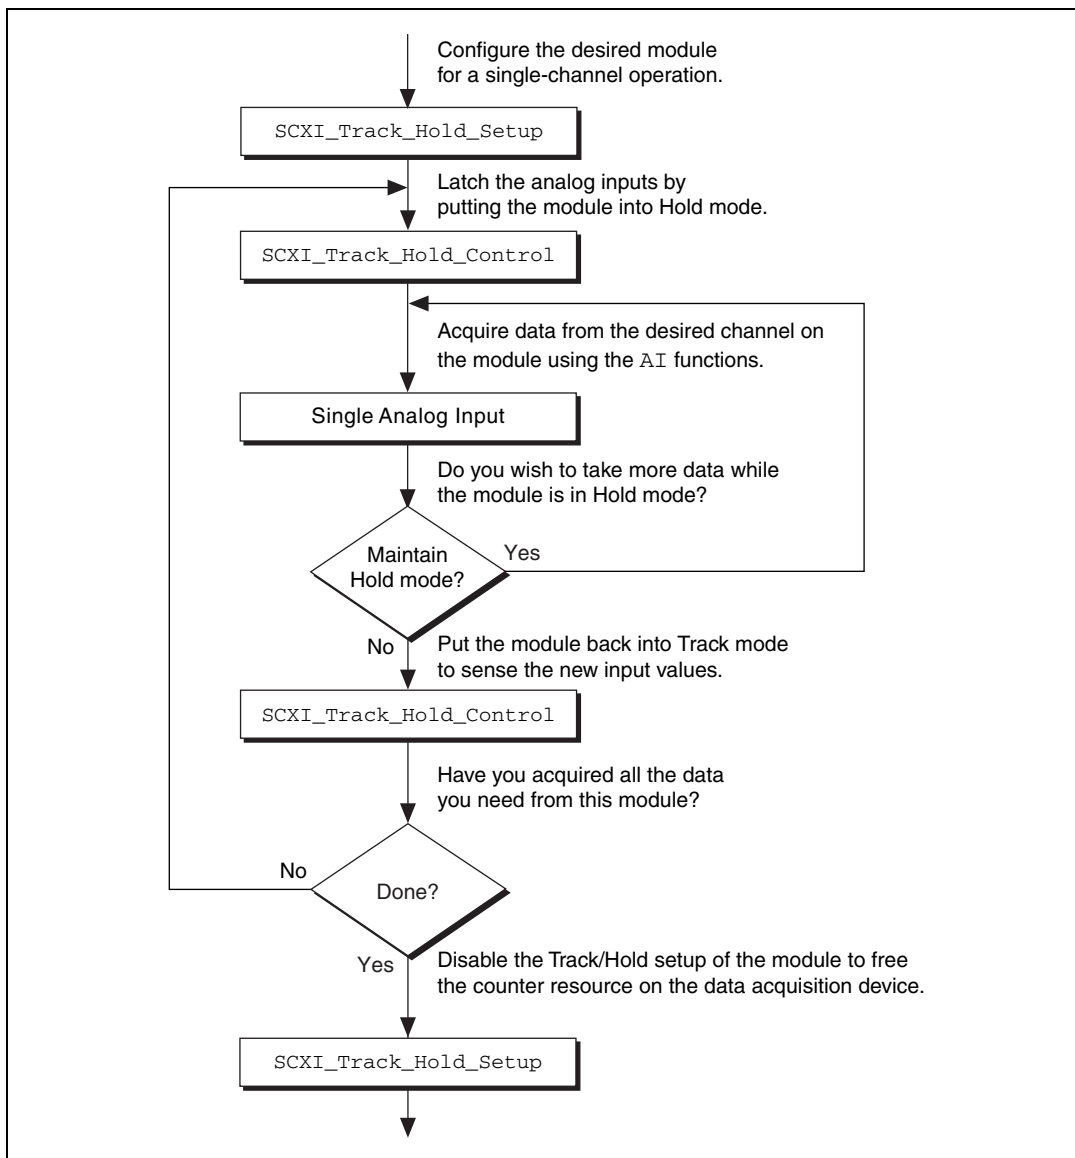 Configure the desired module
for a single-channel operation.
SCXI_Track_Hold_Setup
Latch the analog inputs by
putting the module into Hold mode.
SCXI_Track_Hold_Control
Acquire data from the desired channel on
the module using the AI functions.
Single Analog Input
Do you wish to take more data while
the module is in Hold mode?
Maintain
Hold mode?
Yes
No
Put the module back into Track mode
to sense the new input values.
SCXI_Track_Hold_Control
Have you acquired all the data
you need from this module?
No
Done?
Yes
Disable the Track/Hold setup of the module to free
the counter resource on the data acquisition device.
SCXI_Track_Hold_Setup